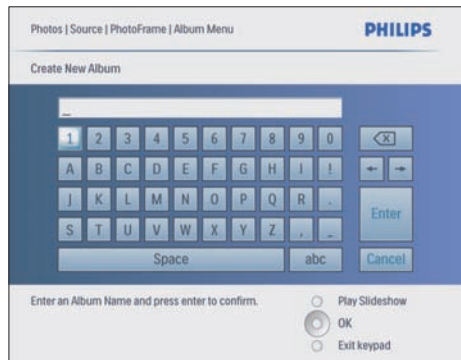 Photos | Source | PhotoFrame | Album Menu PHILIPS
Create New Album
_
1 2 3 4 5 6 7 8 9 0
A B C D E F G H I !
J K L M N O P Q R .
S T U V W X Y Z , _
Enter
Space abc Cancel
Enter an Album Name and press enter to confirm.
Play Slideshow
OK
Exit keypad